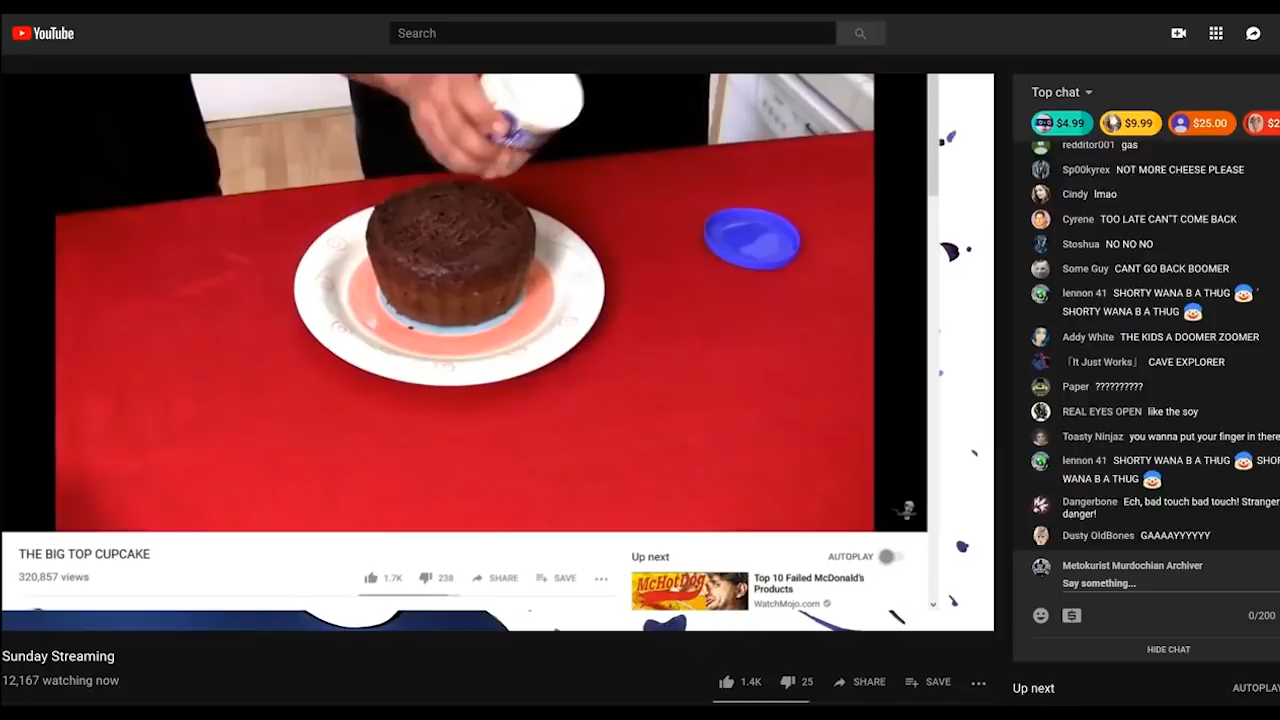 YouTube
Search
THE BIG TOP CUPCAKE
320,857 views
1.7K
238
SHARE
SAVE
Up next
AUTOPLAY
McHotDog
Top 10 Failed McDonald's
Products
WatchMojo.com
Sunday Streaming
12,167 watching now
1.4K
25
SHARE
SAVE
Top chat
$4.99
$9.99
$25.00
$2
redditor001 gas
Sp00kyrex NOT MORE CHEESE PLEASE
Cindy lmao
Cyrene TOO LATE CAN"T COME BACK
Stoshua NO NO NO
Some Guy CANT GO BACK BOOMER
lennon 41 SHORTY WANA B A THUG '
SHORTY WANA B A THUG
Addy White THE KIDS A DOOMER ZOOMER
「It Just Works」 CAVE EXPLORER
Paper ??????????
REAL EYES OPEN like the soy
Toasty Ninjaz you wanna put your finger in there
lennon 41 SHORTY WANA B A THUG SHOR
WANA B A THUG
Dangerbone Ech, bad touch bad touch! Stranger
danger!
Dusty OldBones GAAAAYYYYYY
Metokurist Murdochian Archiver
Say something...
0/200
HIDE CHAT
Up next
AUTOPLAY